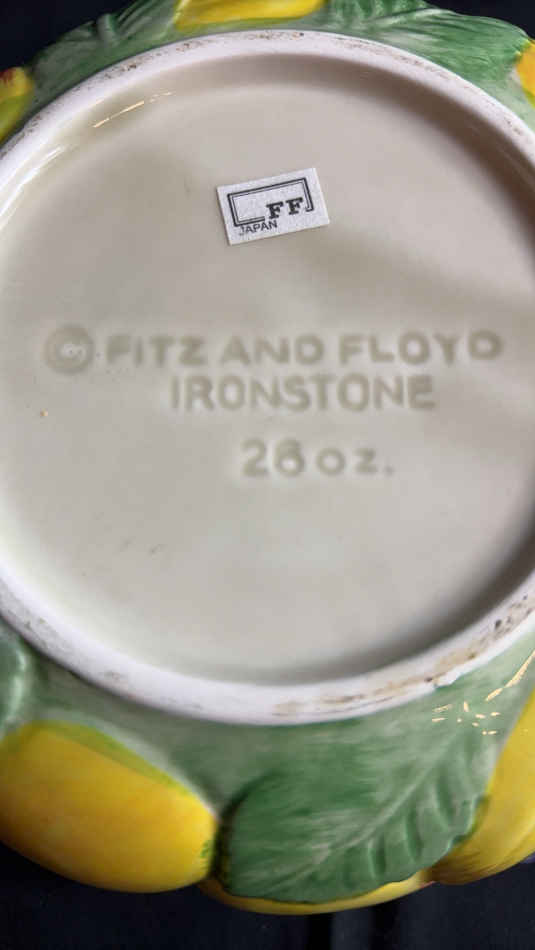 FF
JAPAN
© FITZ AND FLOYD
IRONSTONE
26 oz.